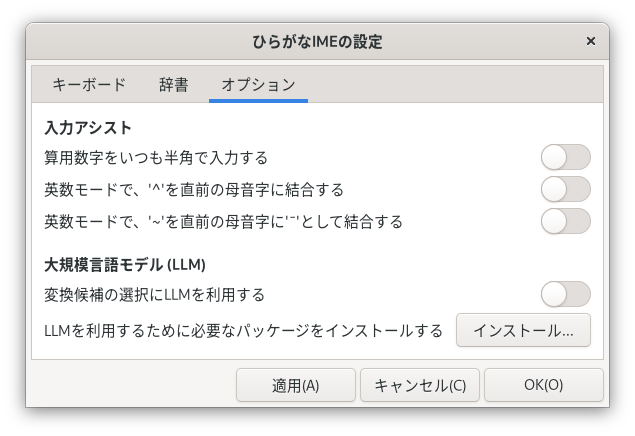 ひらがなIMEの設定
×
キーボード 辞書 オプション
入力アシスト
算用数字をいつも半角で入力する
英数モードで、'^'を直前の母音字に結合する
英数モードで、'~'を直前の母音字に'¯'として結合する
大規模言語モデル (LLM)
変換候補の選択にLLMを利用する
LLMを利用するために必要なパッケージをインストールする インストール...
適用(A) キャンセル(C) OK(O)